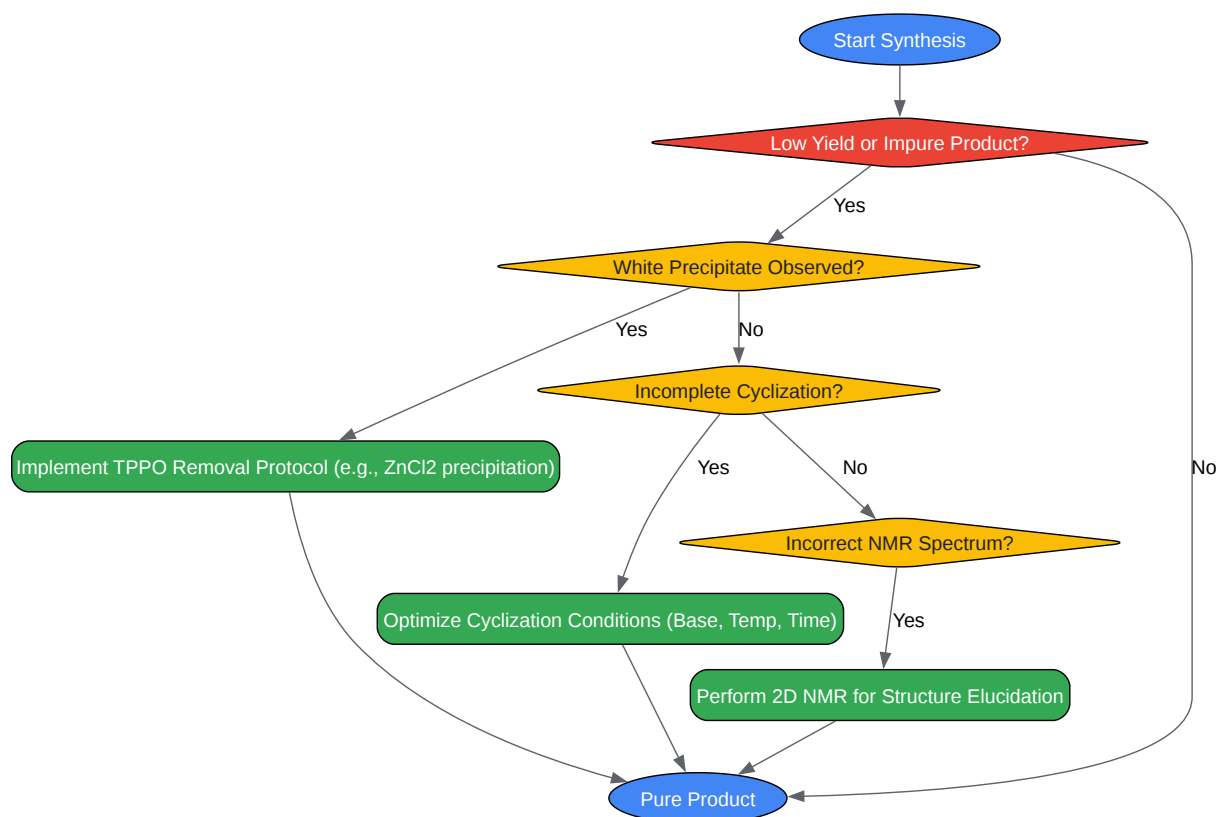 Start Synthesis
Low Yield or Impure Product?
Yes
White Precipitate Observed?
Yes
No
Incomplete Cyclization?
Implement TPPO Removal Protocol (e.g., ZnCl2 precipitation)
Yes
No
No
Incorrect NMR Spectrum?
Optimize Cyclization Conditions (Base, Temp, Time)
Yes
Perform 2D NMR for Structure Elucidation
Pure Product